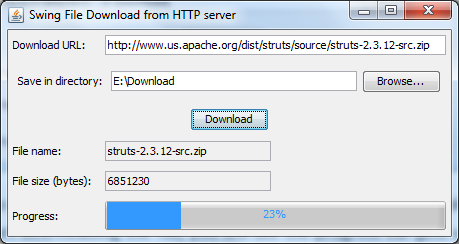 Swing File Download from HTTP server
Download URL: http://www.us.apache.org/dist/struts/source/struts-2.3.12-src.zip
Save in directory: E:\Download Browse...
Download
File name: struts-2.3.12-src.zip
File size (bytes): 6851230
Progress: 23%